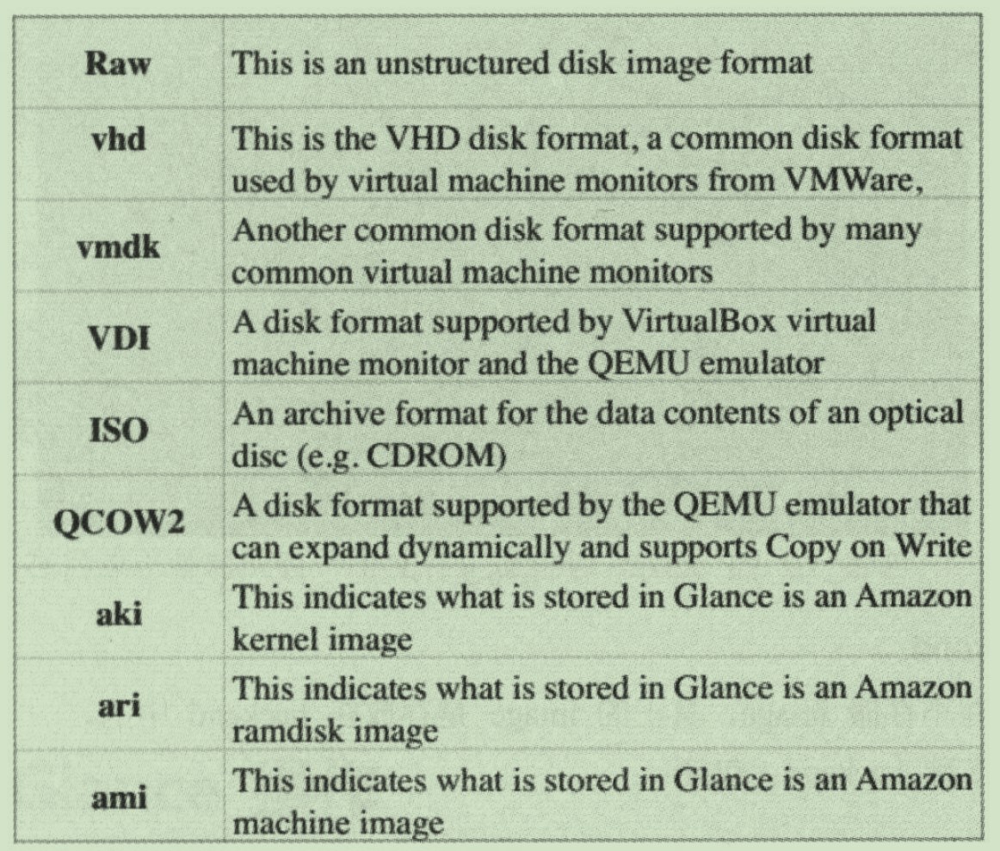 Raw
This is an unstructured disk image format
vhd
This is the VHD disk format, a common disk format
used by virtual machine monitors from VMWare,
vmdk
Another common disk format supported by many
common virtual machine monitors
VDI
A disk format supported by VirtualBox virtual
machine monitor and the QEMU emulator
ISO
An archive format for the data contents of an optical
disc (e.g. CDROM)
QCOW2
A disk format supported by the QEMU emulator that
can expand dynamically and supports Copy on Write
aki
This indicates what is stored in Glance is an Amazon
kernel image
ari
This indicates what is stored in Glance is an Amazon
ramdisk image
ami
This indicates what is stored in Glance is an Amazon
machine image